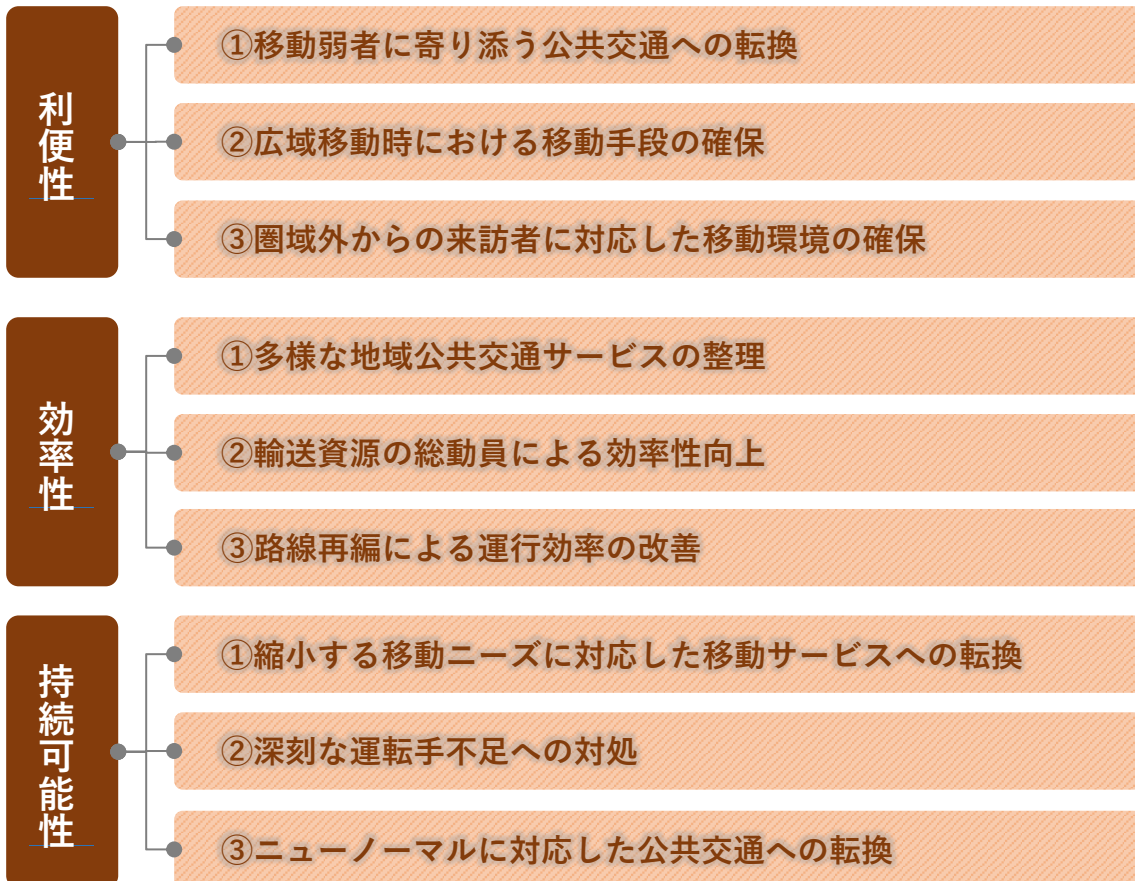 利便性
①移動弱者に寄り添う公共交通への転換
②広域移動時における移動手段の確保
③圏域外からの来訪者に対応した移動環境の確保
効率性
①多様な地域公共交通サービスの整理
②輸送資源の総動員による効率性向上
③路線再編による運行効率の改善
持続可能性
①縮小する移動ニーズに対応した移動サービスへの転換
②深刻な運転手不足への対処
③ニューノーマルに対応した公共交通への転換